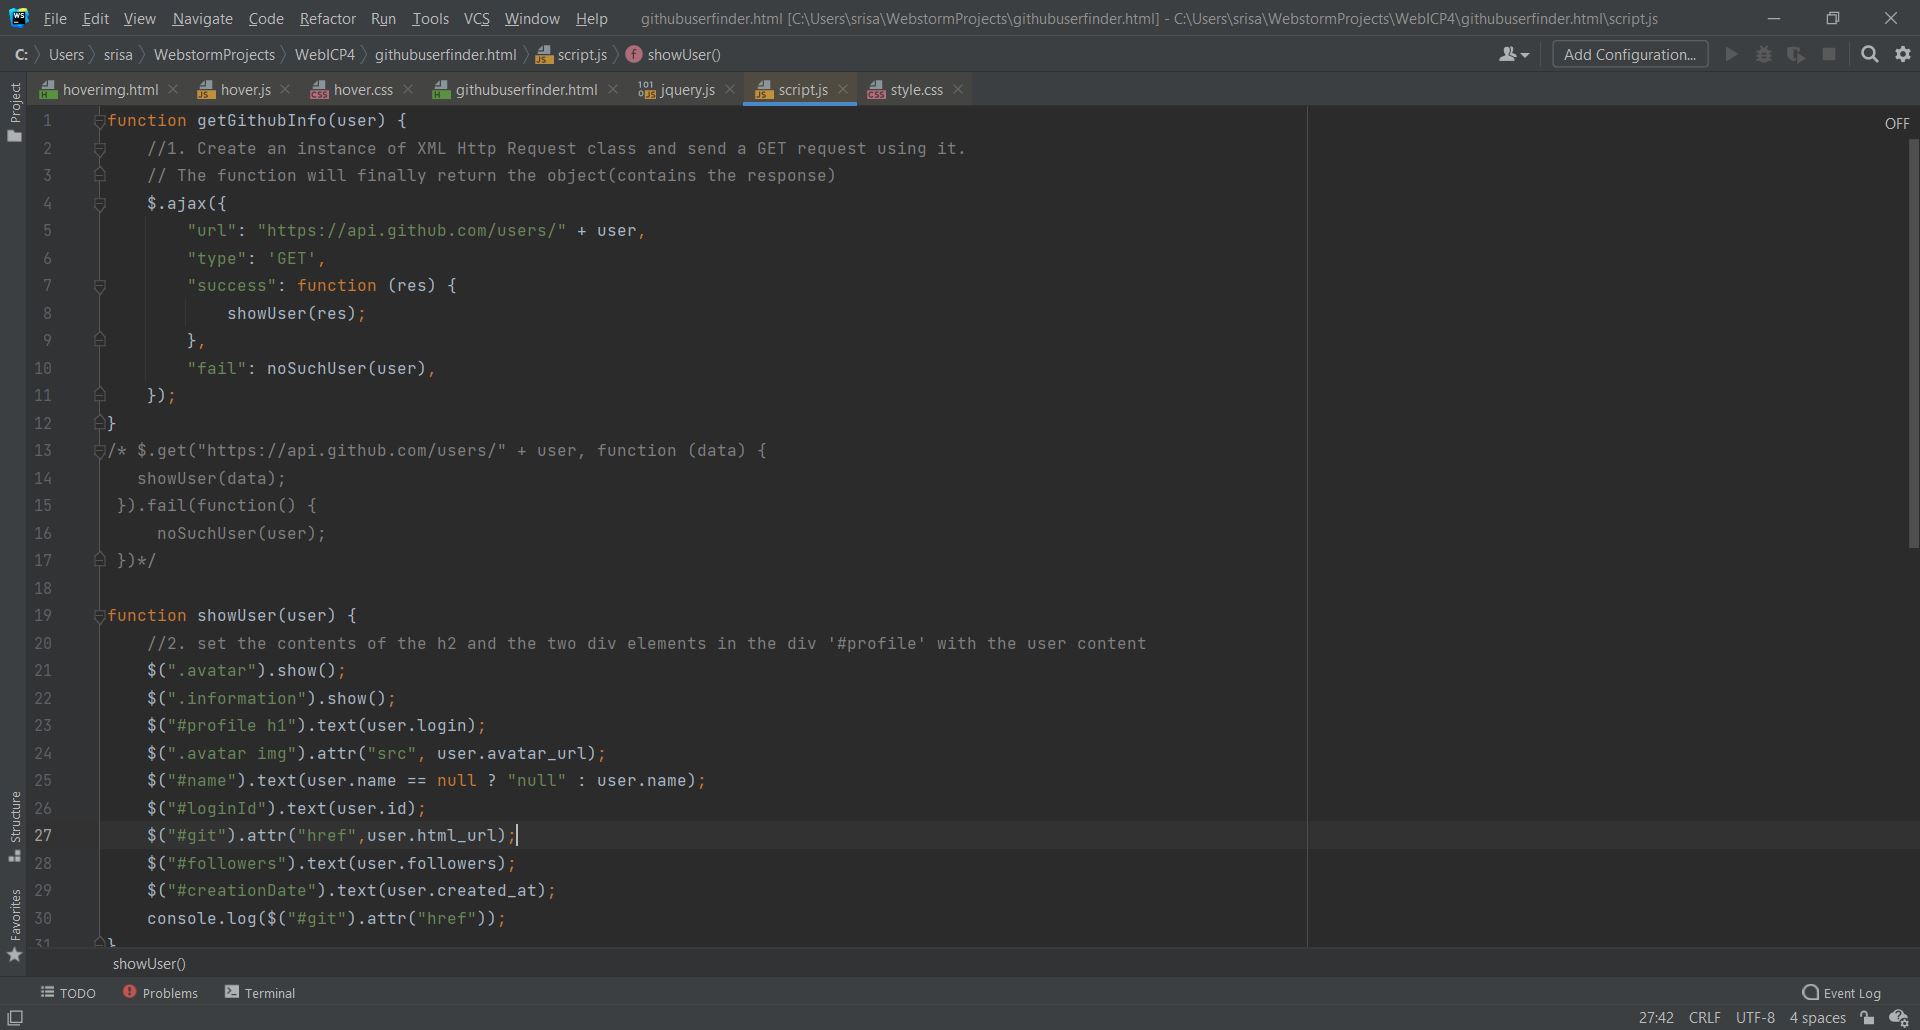 WS File Edit View Navigate Code Refactor Run Tools VCS Window Help githubuserfinder.html [C:\Users\srisa\WebstormProjects\githubuserfinder.html] - C:\Users\srisa\WebstormProjects\WebICP4\githubuserfinder.html\script.js
C: Users srisa WebstormProjects WebICP4 githubuserfinder.html script.js f showUser() Add Configuration...
Project hoverimg.html hover.js hover.css githubuserfinder.html jquery.js script.js style.css
OFF
1 function getGithubInfo(user) {
2 //1. Create an instance of XML Http Request class and send a GET request using it.
3 // The function will finally return the object(contains the response)
4 $.ajax({
5 "url": "https://api.github.com/users/" + user,
6 "type": 'GET',
7 "success": function (res) {
8 showUser(res);
9 },
10 "fail": noSuchUser(user),
11 });
12 }
13 /* $.get("https://api.github.com/users/" + user, function (data) {
14 showUser(data);
15 }).fail(function() {
16 noSuchUser(user);
17 })*/
18
19 function showUser(user) {
20 //2. set the contents of the h2 and the two div elements in the div '#profile' with the user content
21 $(".avatar").show();
22 $(".information").show();
23 $("#profile h1").text(user.login);
24 $(".avatar img").attr("src", user.avatar_url);
25 $("#name").text(user.name == null ? "null" : user.name);
26 $("#loginId").text(user.id);
27 $("#git").attr("href",user.html_url);
28 $("#followers").text(user.followers);
29 $("#creationDate").text(user.created_at);
30 console.log($("#git").attr("href"));
31 }
Structure
Favorites
showUser()
TODO Problems Terminal Event Log
27:42 CRLF UTF-8 4 spaces